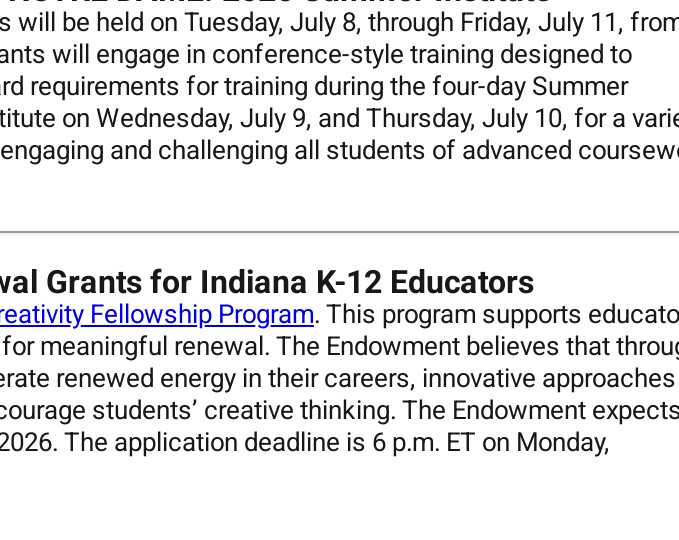 s will be held on Tuesday, July 8, through Friday, July 11, from
ants will engage in conference-style training designed to
ard requirements for training during the four-day Summer
titute on Wednesday, July 9, and Thursday, July 10, for a varie
engaging and challenging all students of advanced coursew
wal Grants for Indiana K-12 Educators
reativity Fellowship Program. This program supports educato
for meaningful renewal. The Endowment believes that throug
erate renewed energy in their careers, innovative approaches
courage students’ creative thinking. The Endowment expects
2026. The application deadline is 6 p.m. ET on Monday,